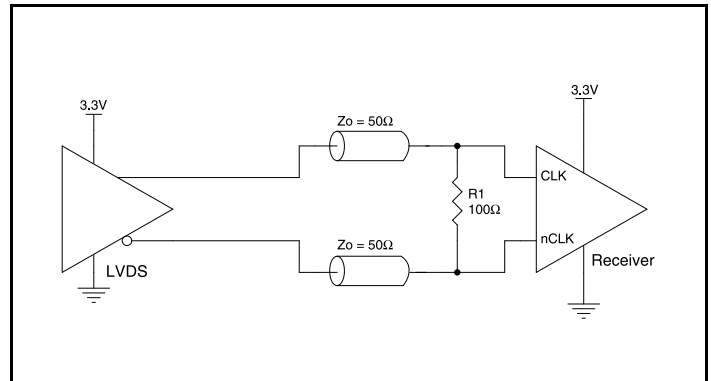 3.3V
3.3V
Zo = 50Ω
CLK
R1
100Ω
nCLK
Zo = 50Ω
LVDS
Receiver